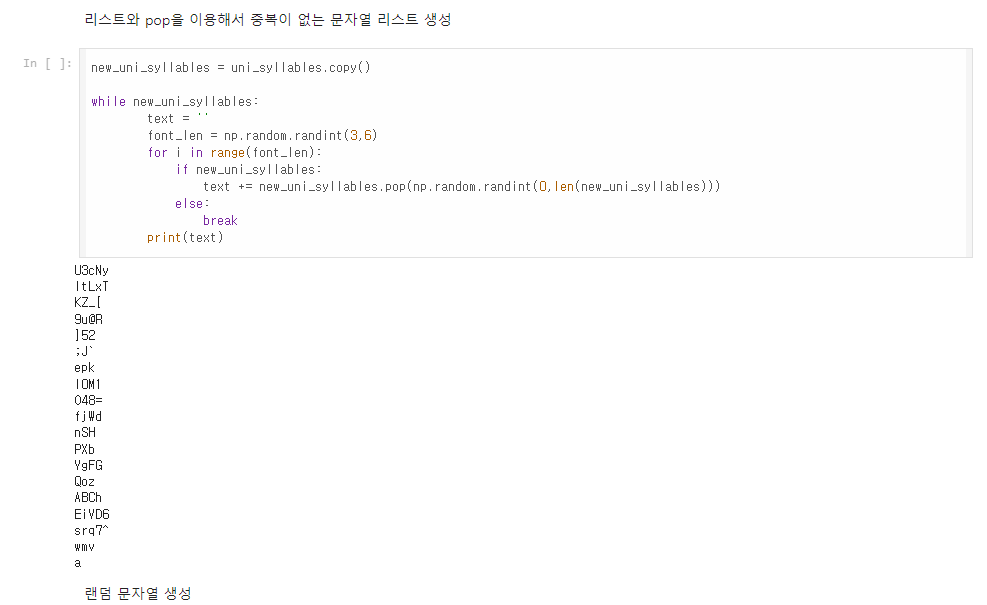 리스트와 pop을 이용해서 중복이 없는 문자열 리스트 생성
In [ ]:
new_uni_syllables = uni_syllables.copy()
while new_uni_syllables:
text = ''
font_len = np.random.randint(3,6)
for i in range(font_len):
if new_uni_syllables:
text += new_uni_syllables.pop(np.random.randint(0,len(new_uni_syllables)))
else:
break
print(text)
U3cNy
ItLxT
KZ_[
9u@R
]52
;J`
epk
lOM1
048=
fj₩d
nSH
PXb
YgFG
Qoz
ABCh
EiVD6
srq7^
wmv
a
랜덤 문자열 생성